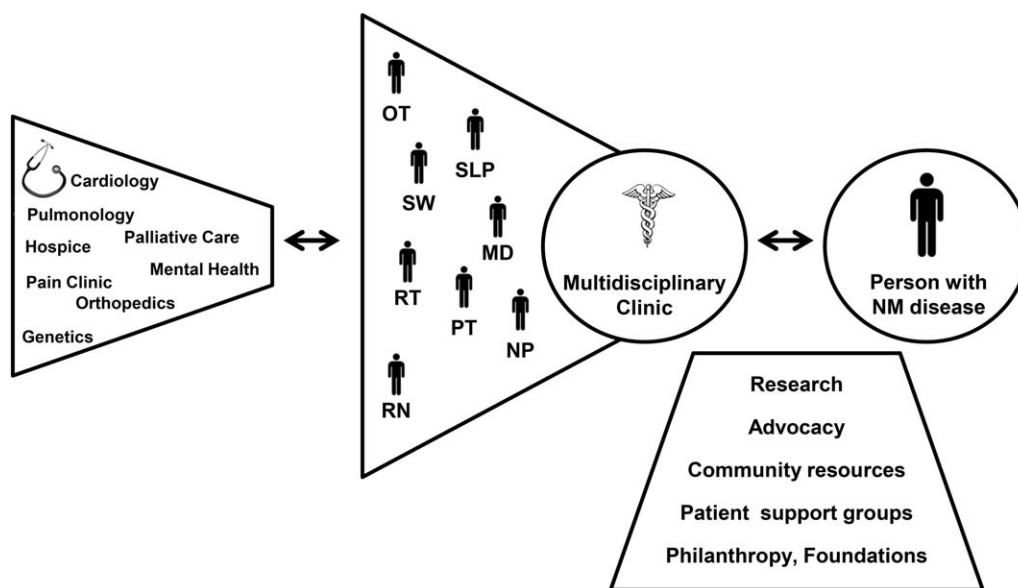 Cardiology
Pulmonology
Hospice
Palliative Care
Mental Health
Pain Clinic
Orthopedics
Genetics
OT
SLP
SW
MD
RT
PT
NP
RN
Multidisciplinary
Clinic
Person with
NM disease
Research
Advocacy
Community resources
Patient support groups
Philanthropy, Foundations